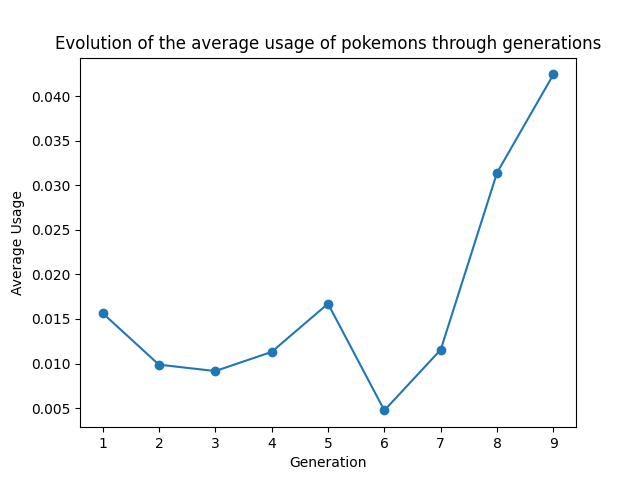 Evolution of the average usage of pokemons through generations
0.040
0.035
0.030
0.025
0.020
0.015
0.010
0.005
Average Usage
1 2 3 4 5 6 7 8 9
Generation